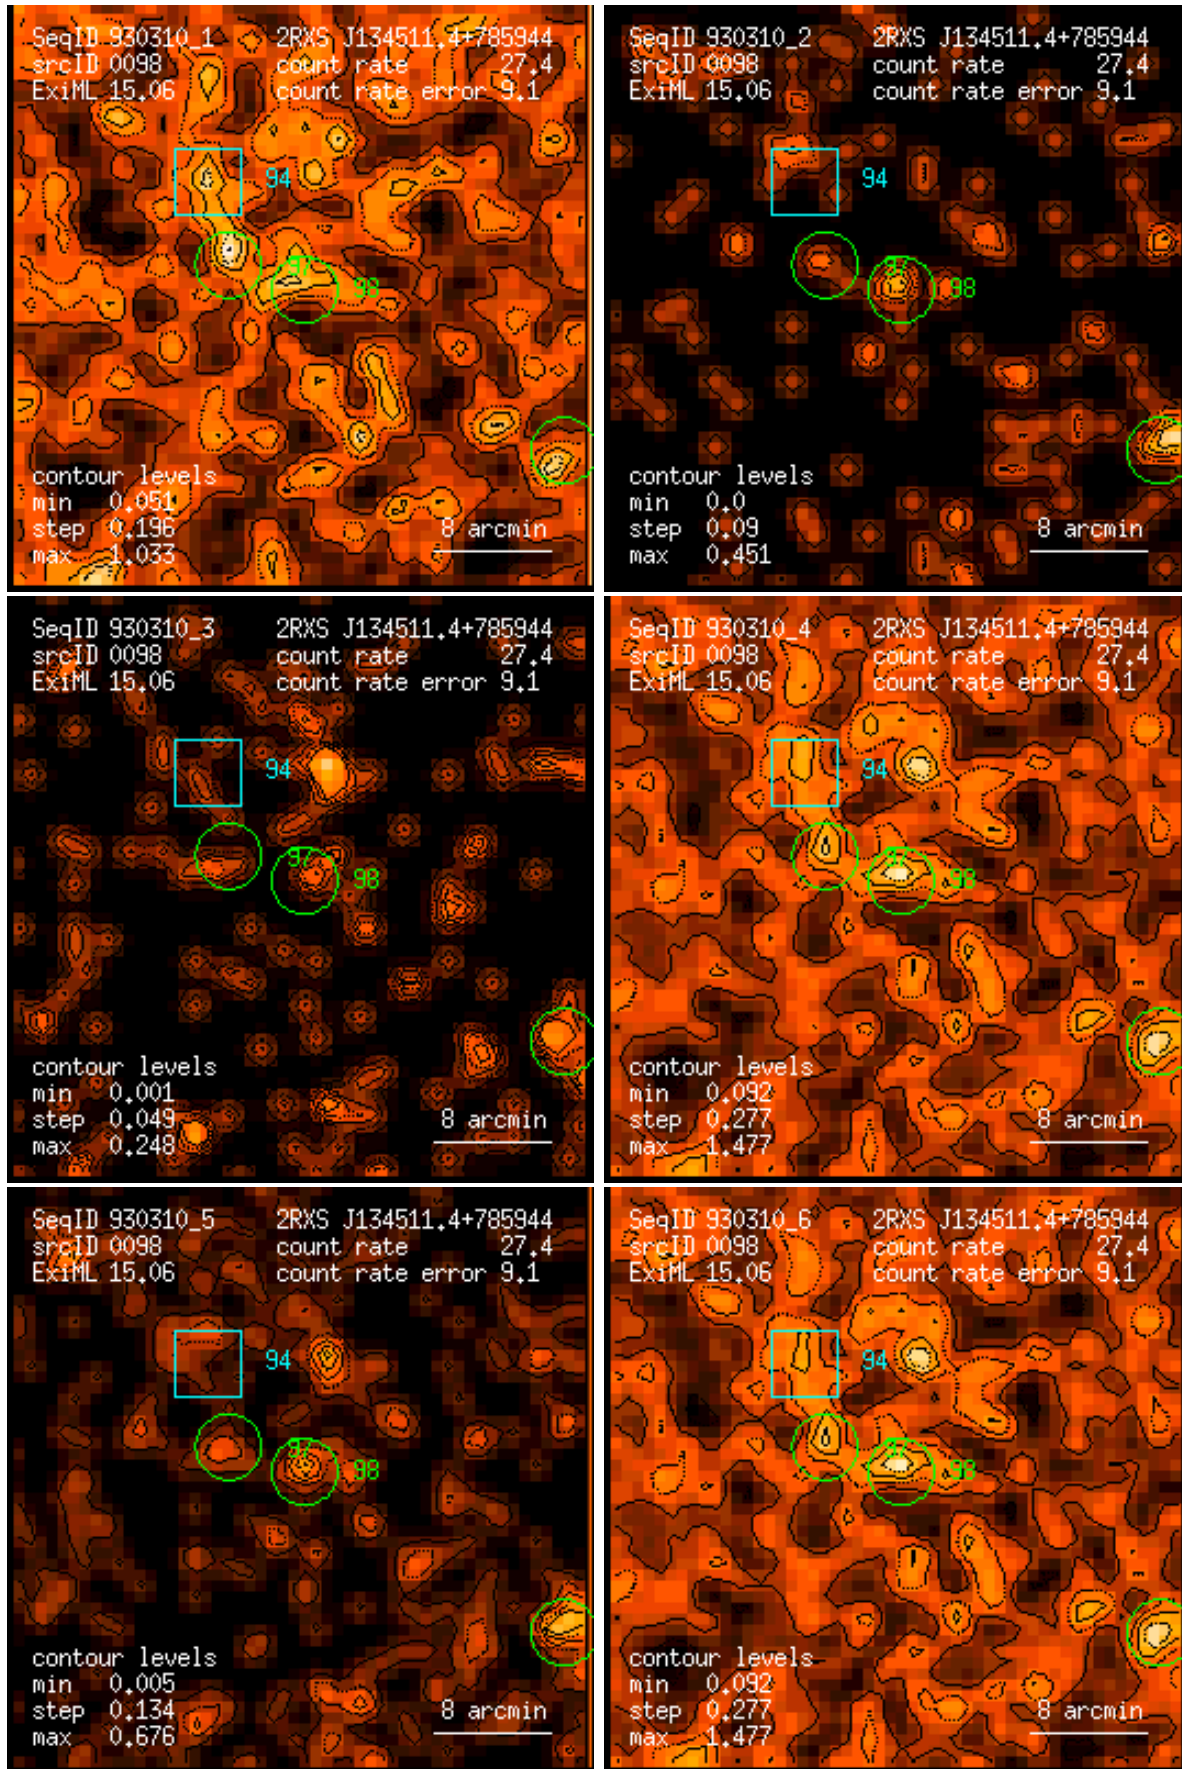 SeqID 930310_1 2RXS J134511.4+785944
srcID 0098 count rate 27.4
ExiML 15.06 count rate error 9.1
94
97
98
contour levels
min 0.051
step 0.196
max 1.033
8 arcmin
SeqID 930310_2 2RXS J134511.4+785944
srcID 0098 count rate 27.4
ExiML 15.06 count rate error 9.1
94
97
98
contour levels
min 0.0
step 0.09
max 0.451
8 arcmin
SeqID 930310_3 2RXS J134511.4+785944
srcID 0098 count rate 27.4
ExiML 15.06 count rate error 9.1
94
97
98
contour levels
min 0.001
step 0.049
max 0.248
8 arcmin
SeqID 930310_4 2RXS J134511.4+785944
srcID 0098 count rate 27.4
ExiML 15.06 count rate error 9.1
94
97
98
contour levels
min 0.092
step 0.277
max 1.477
8 arcmin
SeqID 930310_5 2RXS J134511.4+785944
srcID 0098 count rate 27.4
ExiML 15.06 count rate error 9.1
94
97
98
contour levels
min 0.005
step 0.134
max 0.676
8 arcmin
SeqID 930310_6 2RXS J134511.4+785944
srcID 0098 count rate 27.4
ExiML 15.06 count rate error 9.1
94
97
98
contour levels
min 0.092
step 0.277
max 1.477
8 arcmin